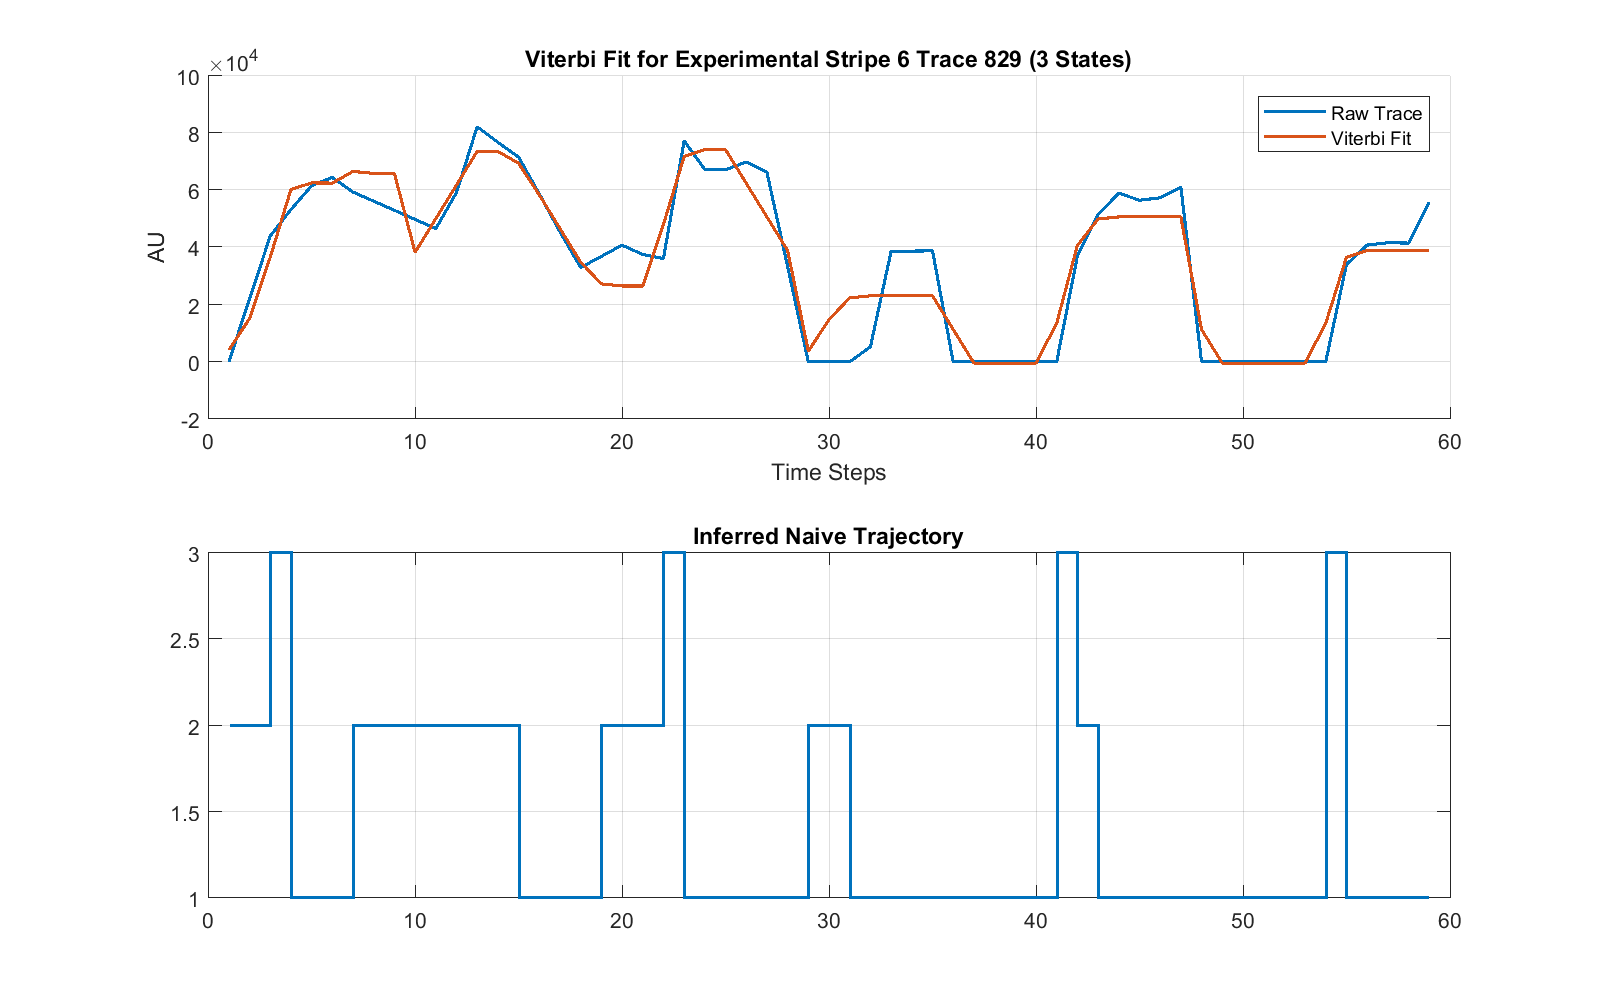 Viterbi Fit for Experimental Stripe 6 Trace 829 (3 States)
×10^4
10
8
6
4
2
0
-2
AU
Raw Trace
Viterbi Fit
0 10 20 30 40 50 60
Time Steps
Inferred Naive Trajectory
3
2.5
2
1.5
1
0 10 20 30 40 50 60